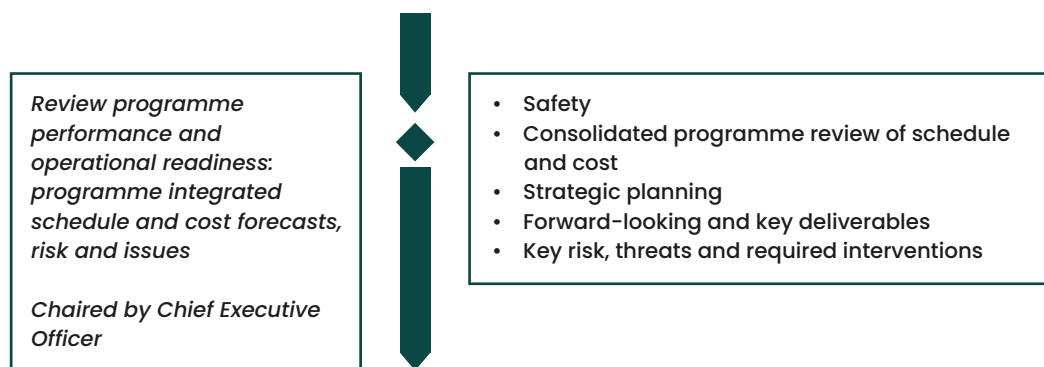 Review programme
performance and
operational readiness:
programme integrated
schedule and cost forecasts,
risk and issues
Chaired by Chief Executive
Officer
• Safety
• Consolidated programme review of schedule
and cost
• Strategic planning
• Forward-looking and key deliverables
• Key risk, threats and required interventions